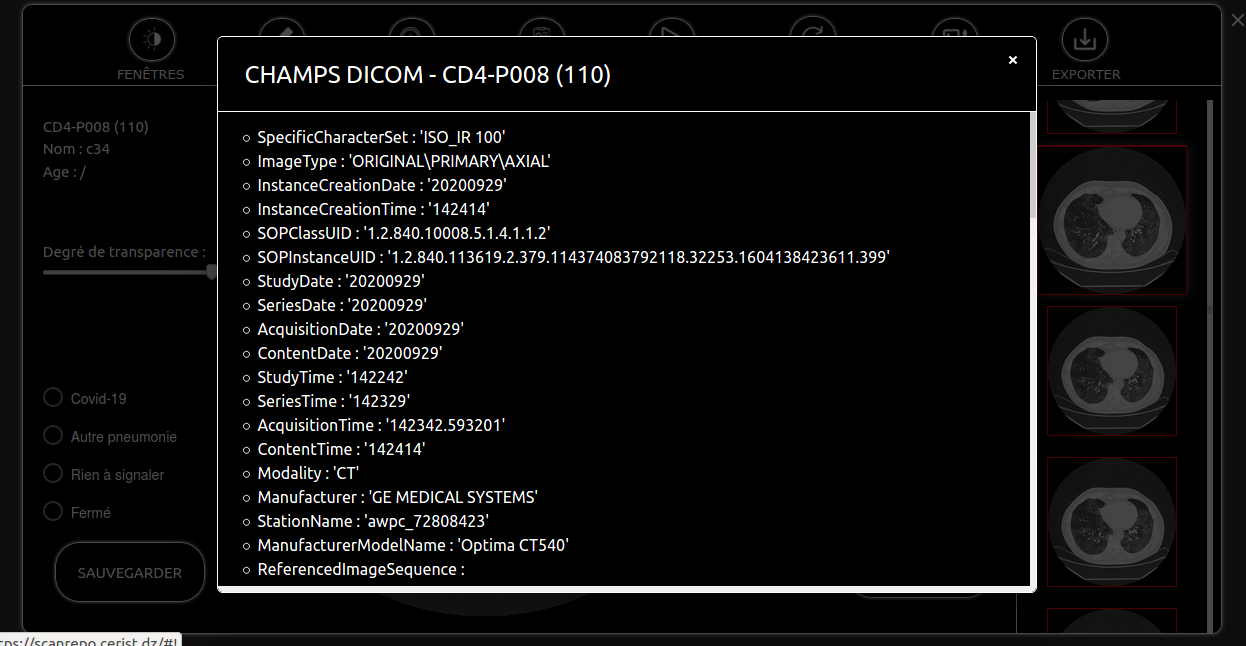 FENÊTRES
EXPORTER
CD4-P008 (110)
Nom : c34
Age : /
Degré de transparence :
Covid-19
Autre pneumonie
Rien à signaler
Fermé
SAUVEGARDER
CHAMPS DICOM - CD4-P008 (110)
×
SpecificCharacterSet : 'ISO_IR 100'
ImageType : 'ORIGINAL\PRIMARY\AXIAL'
InstanceCreationDate : '20200929'
InstanceCreationTime : '142414'
SOPClassUID : '1.2.840.10008.5.1.4.1.1.2'
SOPInstanceUID : '1.2.840.113619.2.379.114374083792118.32253.1604138423611.399'
StudyDate : '20200929'
SeriesDate : '20200929'
AcquisitionDate : '20200929'
ContentDate : '20200929'
StudyTime : '142242'
SeriesTime : '142329'
AcquisitionTime : '142342.593201'
ContentTime : '142414'
Modality : 'CT'
Manufacturer : 'GE MEDICAL SYSTEMS'
StationName : 'awpc_72808423'
ManufacturerModelName : 'Optima CT540'
ReferencedImageSequence :
tps://scanrepo.cerist.dz/#!